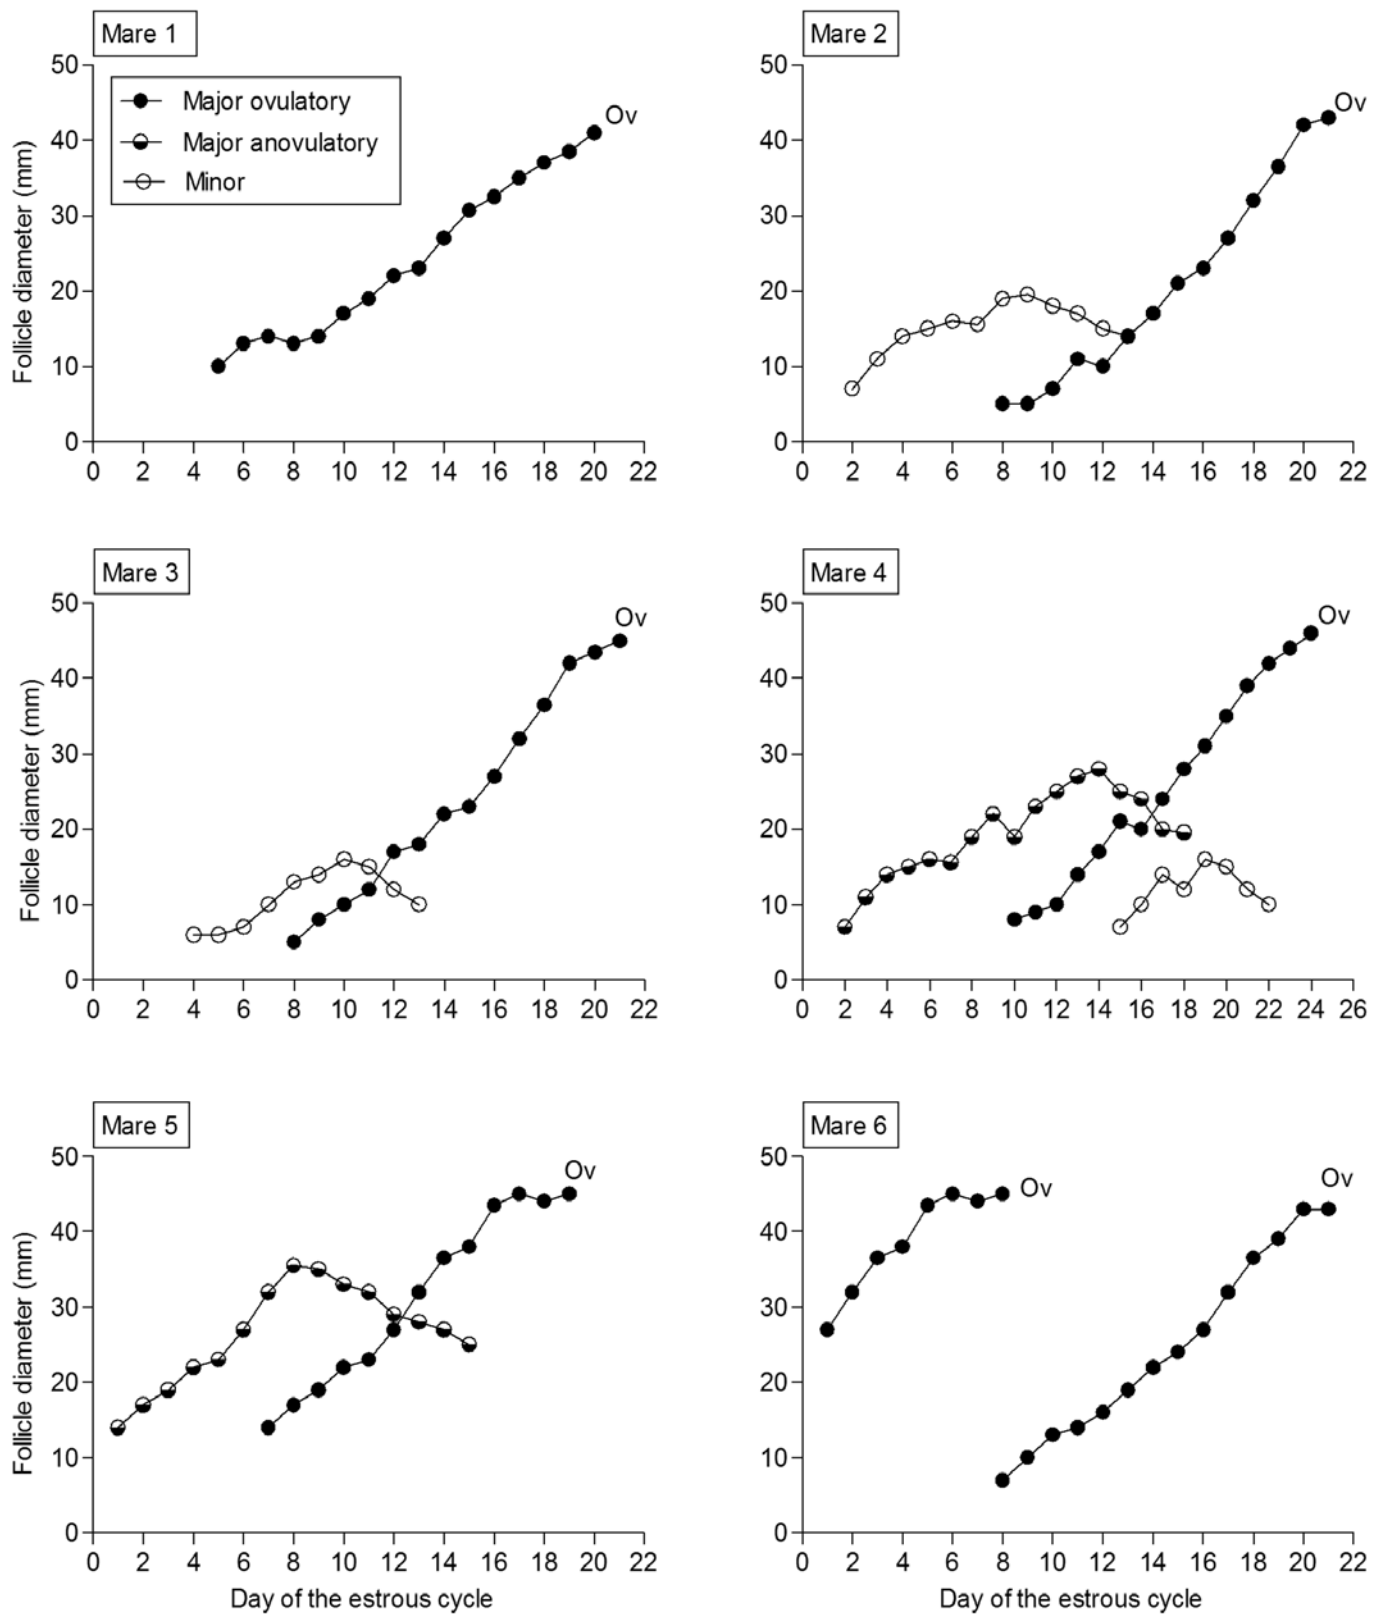 Mare 1
50
40
30
20
10
0
Follicle diameter (mm)
Major ovulatory
Major anovulatory
Minor
Ov
0 2 4 6 8 10 12 14 16 18 20 22
Mare 2
50
40
30
20
10
0
Ov
0 2 4 6 8 10 12 14 16 18 20 22
Mare 3
50
40
30
20
10
0
Follicle diameter (mm)
Ov
0 2 4 6 8 10 12 14 16 18 20 22
Mare 4
50
40
30
20
10
0
Ov
0 2 4 6 8 10 12 14 16 18 20 22 24 26
Mare 5
50
40
30
20
10
0
Follicle diameter (mm)
Ov
0 2 4 6 8 10 12 14 16 18 20 22
Day of the estrous cycle
Mare 6
50
40
30
20
10
0
Ov
Ov
0 2 4 6 8 10 12 14 16 18 20 22
Day of the estrous cycle